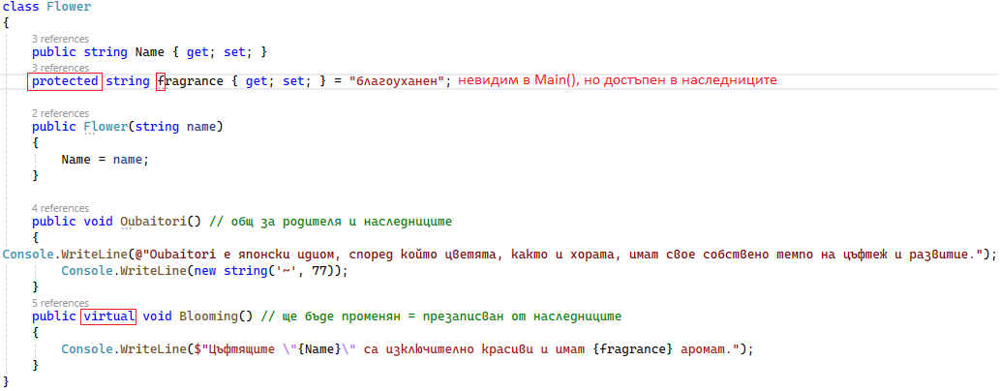 class Flower
{
3 references
public string Name { get; set; }
3 references
protected string fragrance { get; set; } = "благоуханен"; невидим в Main(), но достъпен в наследниците
2 references
public Flower(string name)
{
Name = name;
}
4 references
public void Oubaitori() // общ за родителя и наследниците
{
Console.WriteLine(@"Oubaitori е японски идиом, според който цветята, както и хората, имат свое собствено темпо на цъфтеж и развитие.");
Console.WriteLine(new string('~', 77));
}
5 references
public virtual void Blooming() // ще бъде променян = презаписван от наследниците
{
Console.WriteLine($"Цъфтящите \"{Name}\" са изключително красиви и имат {fragrance} аромат.");
}
}